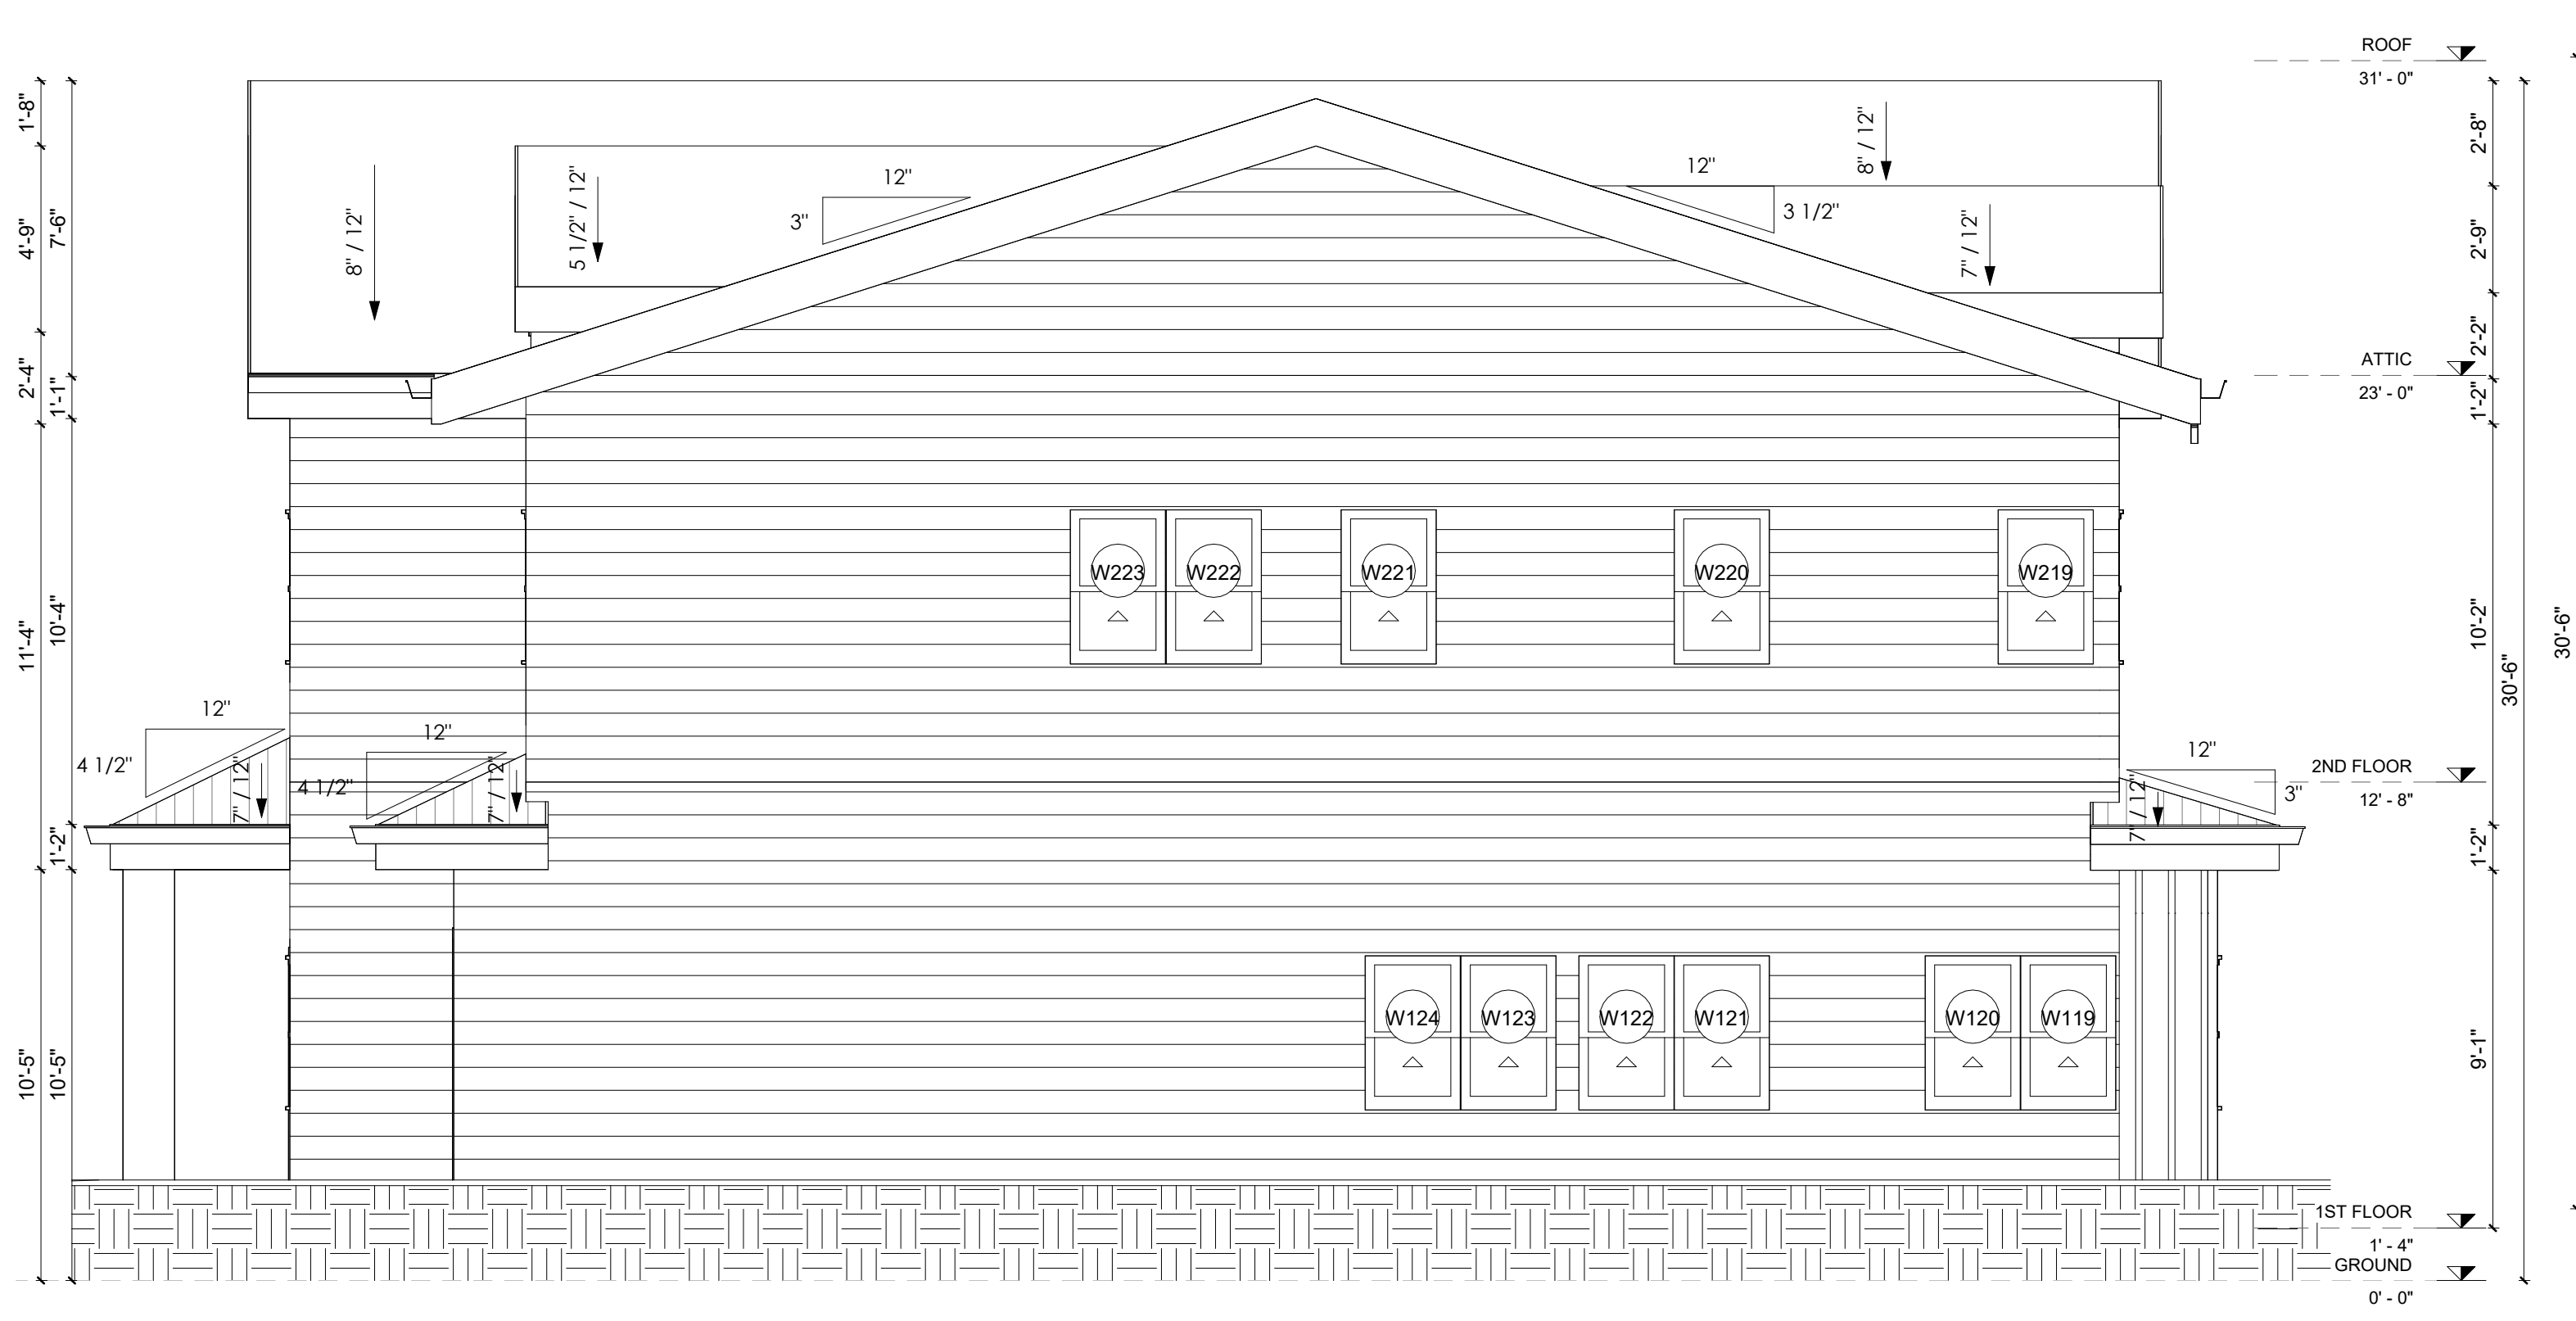 ROOF
31' - 0"
1'-8"
4'-9"
7'-6"
2'-4"
1'-1"
11'-4"
10'-4"
1'-2"
10'-5"
10'-5"
8" / 12"
5 1/2" / 12"
12"
3"
8" / 12"
12"
3 1/2"
7" / 12"
2'-8"
2'-9"
2'-2"
1'-2"
ATTIC
23' - 0"
W223
W222
W221
W220
W219
10'-2"
30'-6"
30'-6"
12"
4 1/2"
7" / 12"
12"
4 1/2"
7" / 12"
12"
3"
7" / 12"
2ND FLOOR
12' - 8"
1'-2"
W124
W123
W122
W121
W120
W119
9'-1"
1ST FLOOR
1' - 4"
GROUND
0' - 0"